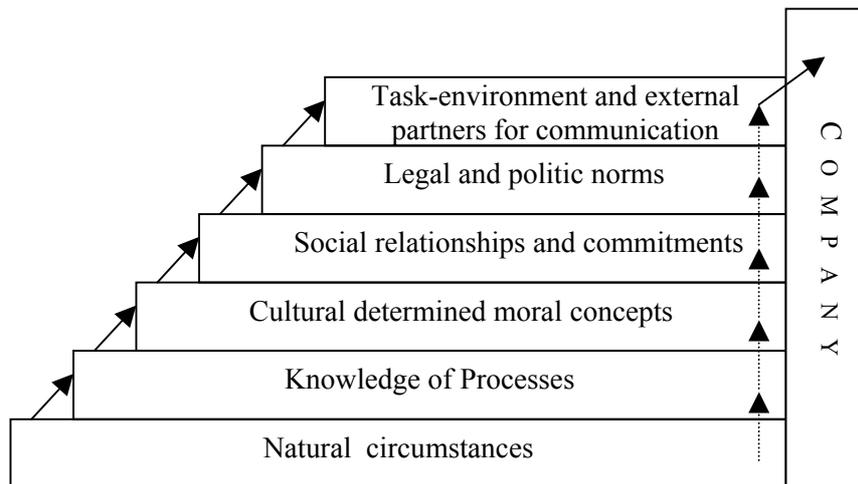 Task-environment and external
partners for communication
Legal and politic norms
Social relationships and commitments
Cultural determined moral concepts
Knowledge of Processes
Natural circumstances
COMPANY